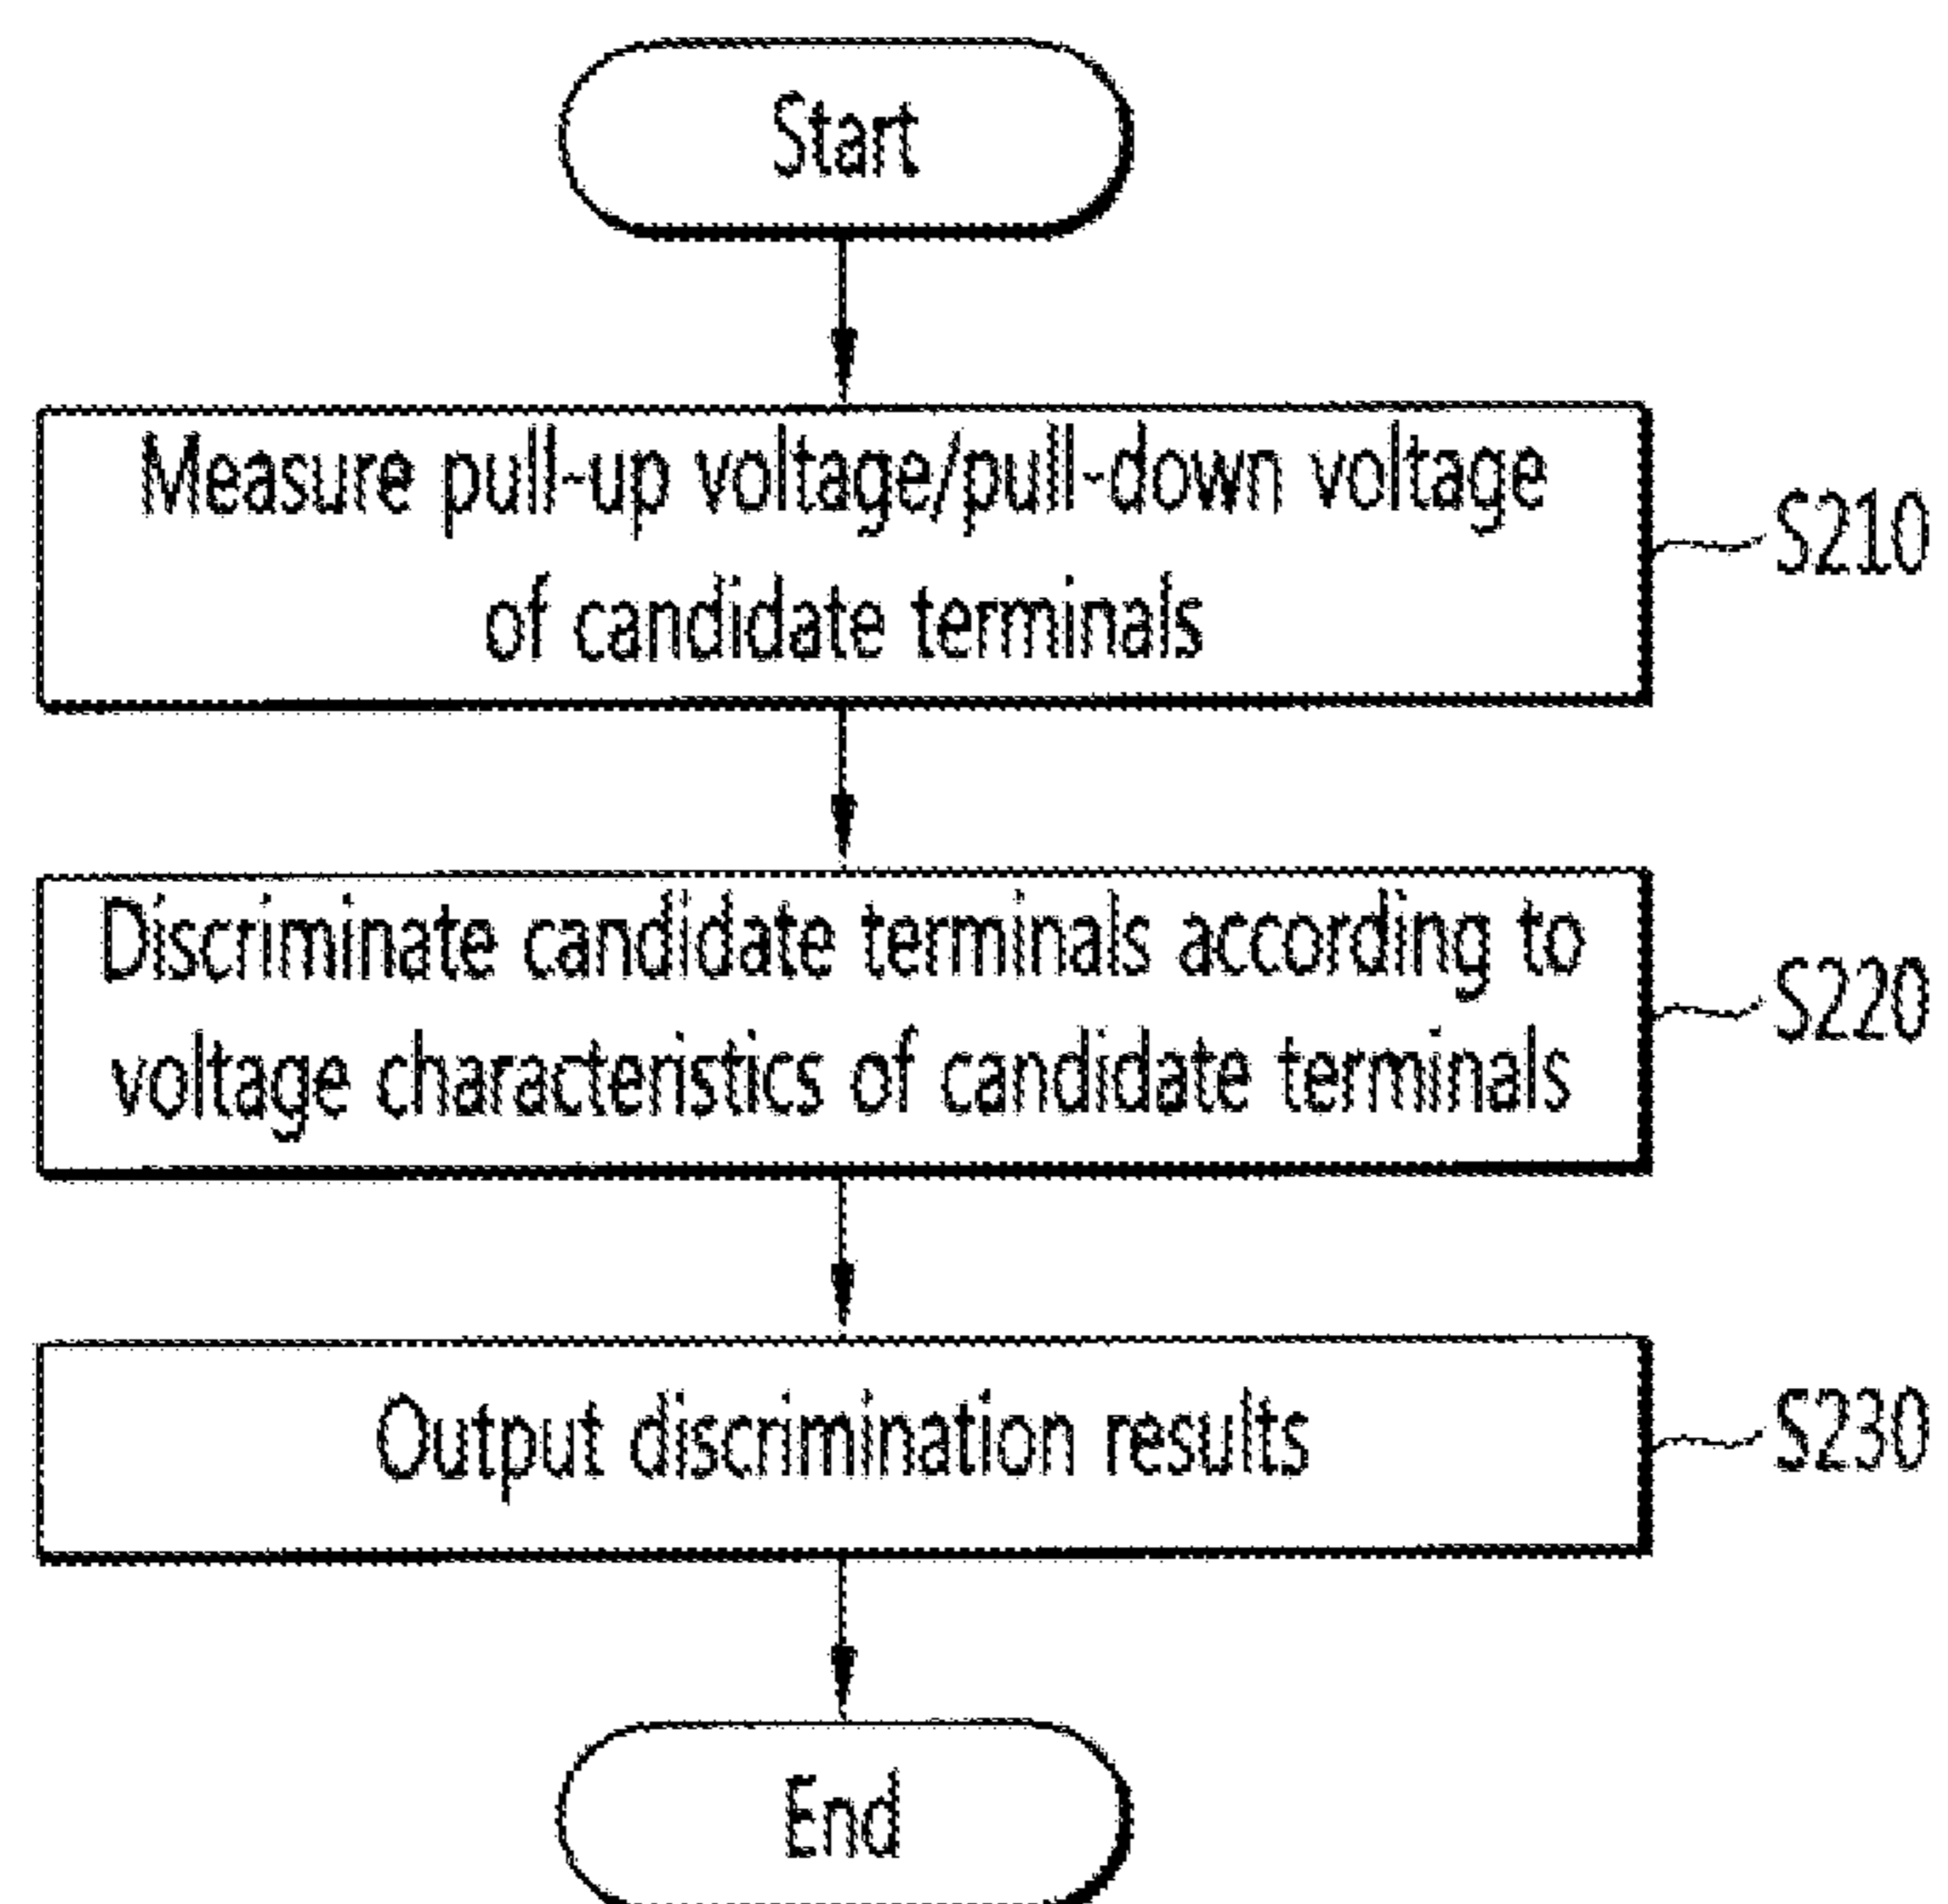 Start
Measure pull-up voltage/pull-down voltage
of candidate terminals
S210
Discriminate candidate terminals according to
voltage characteristics of candidate terminals
S220
Output discrimination results
S230
End